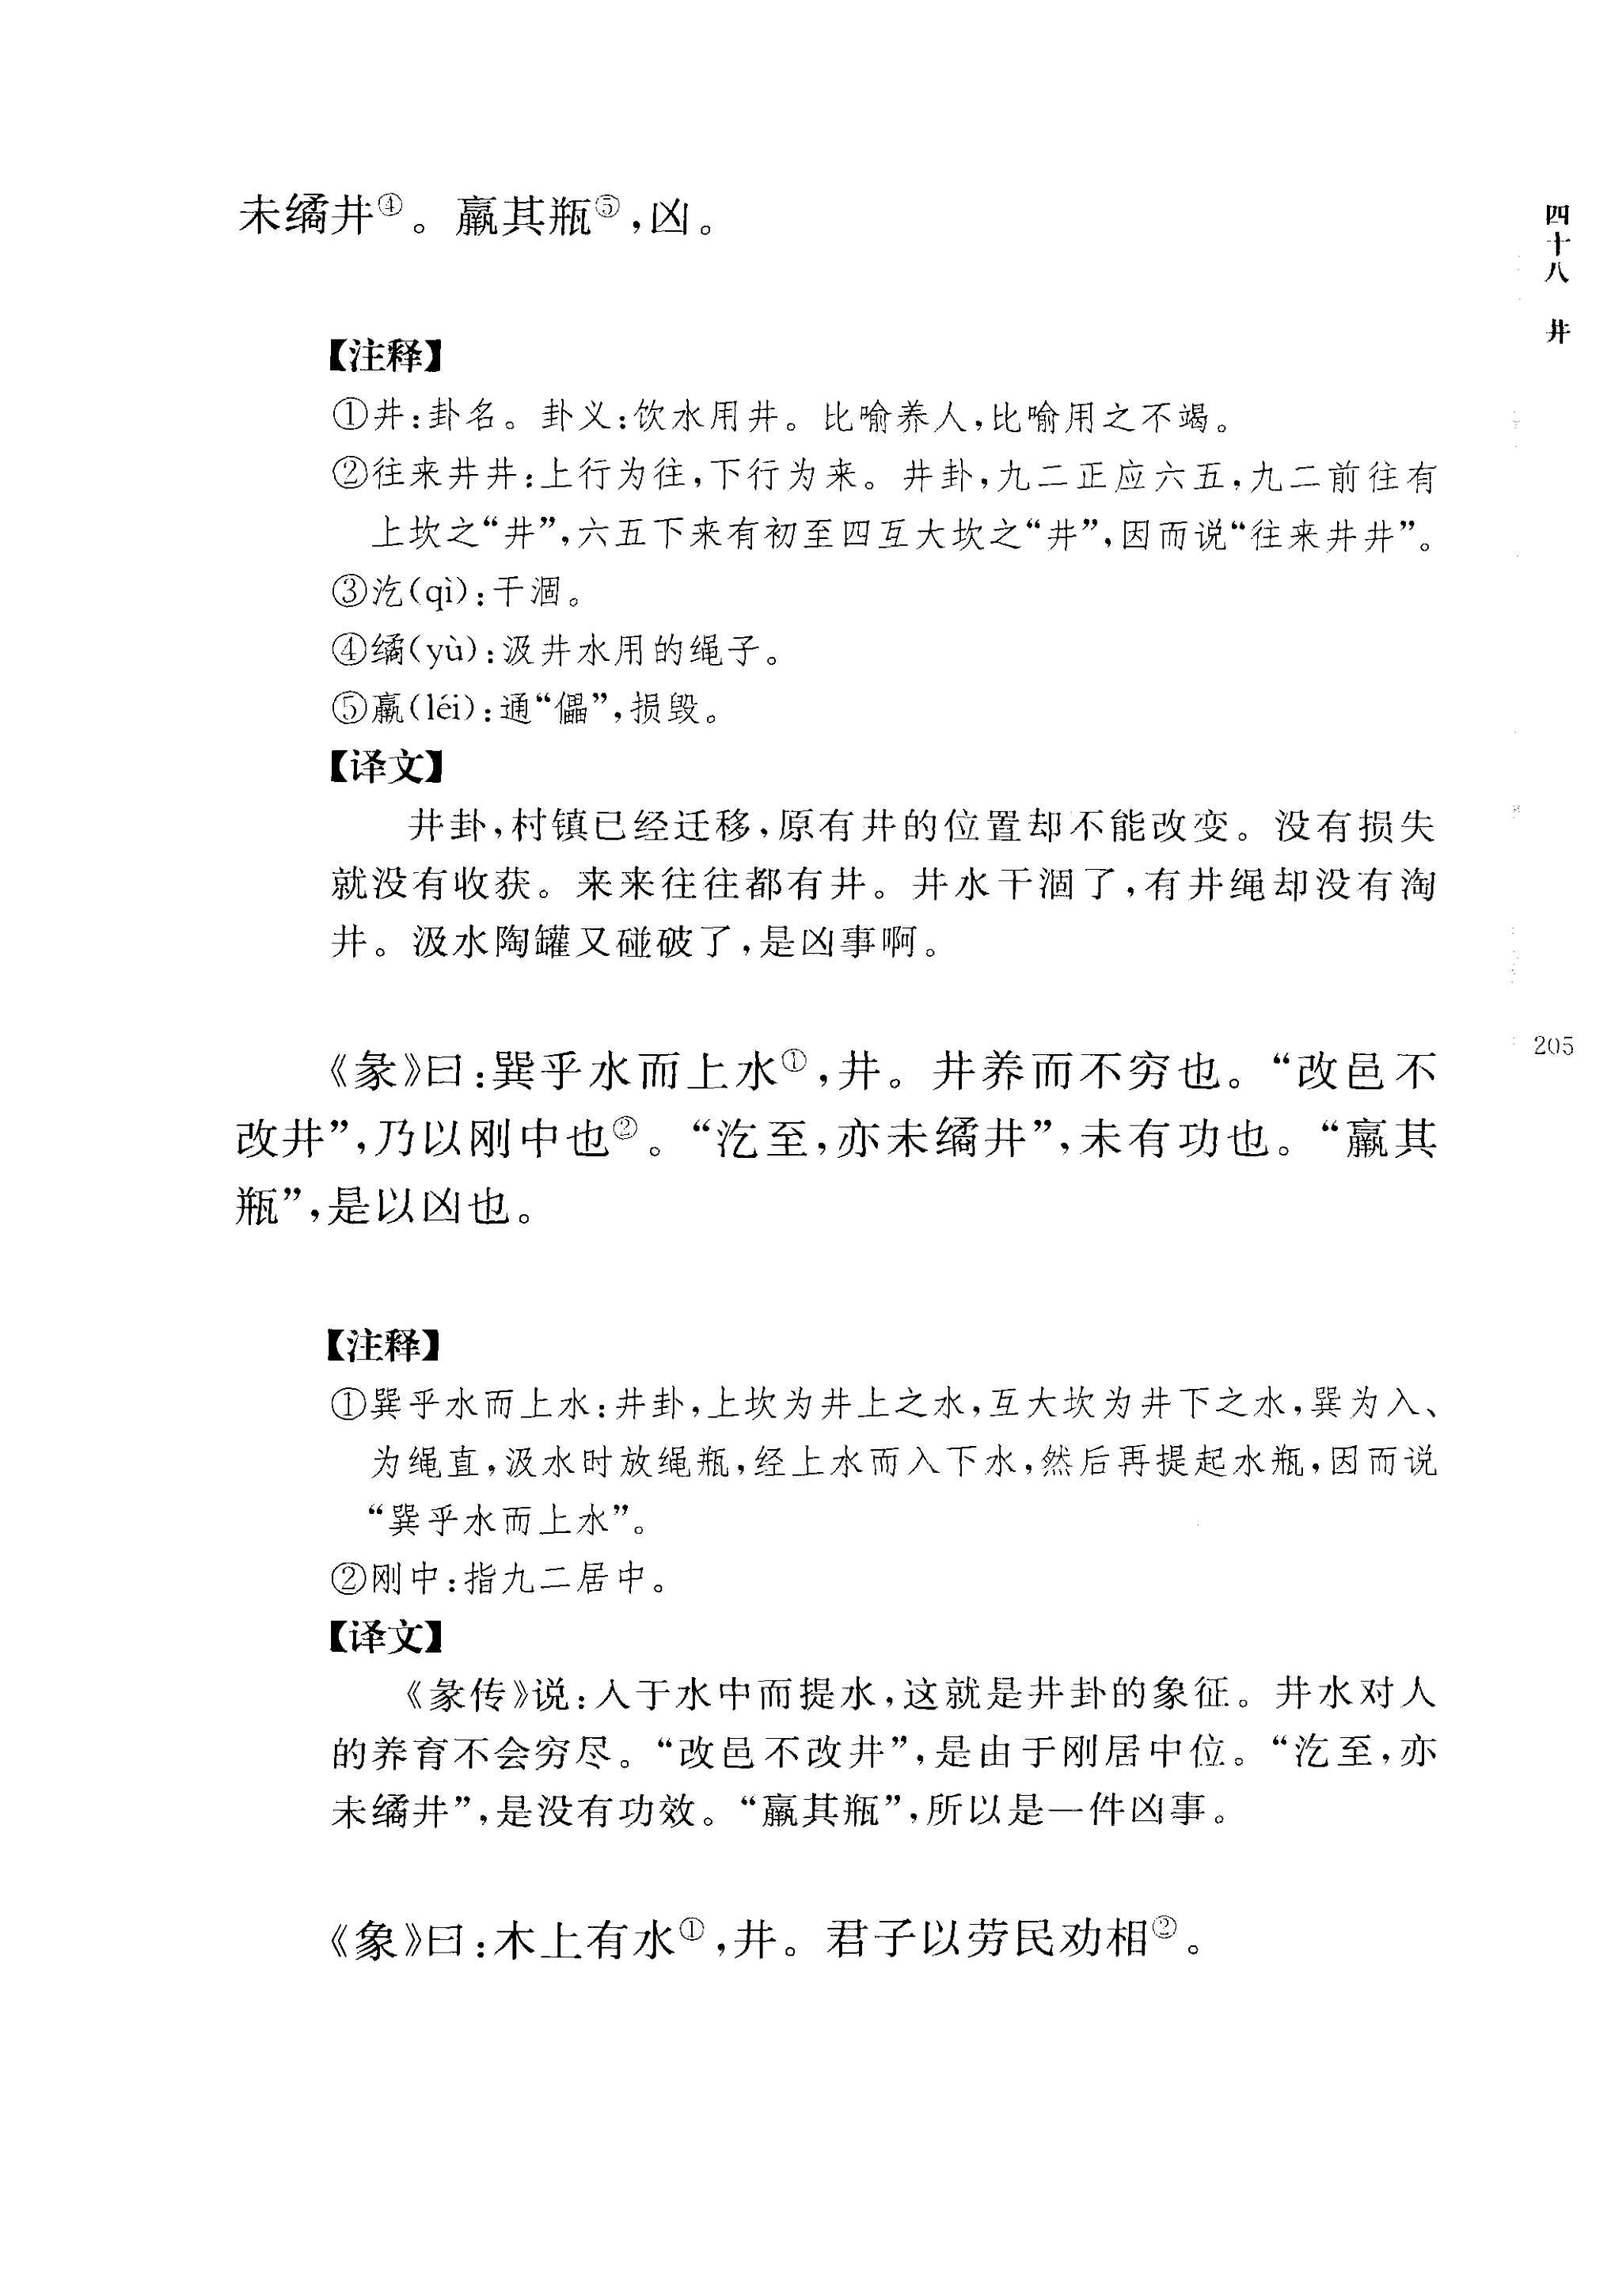 未繘井④。羸其瓶⑤，凶。
【注释】
①井：卦名。卦义：饮水用井。比喻养人，比喻用之不竭。
②往来井井：上行为往，下行为来。井卦，九二正应六五，九二前往有
上坎之“井”，六五下来有初至四互大坎之“井”，因而说“往来井井”。
③汔(qì)：干涸。
④繘(yù)：汲井水用的绳子。
⑤羸(léi)：通“儡”，损毁。
【译文】
井卦，村镇已经迁移，原有井的位置却不能改变。没有损失
就没有收获。来来往往都有井。井水干涸了，有井绳却没有淘
井。汲水陶罐又碰破了，是凶事啊。
《彖》曰：巽乎水而上水①，井。井养而不穷也。“改邑不
改井”，乃以刚中也②。“汔至，亦未繘井”，未有功也。“羸其
瓶”，是以凶也。
【注释】
①巽乎水而上水：井卦，上坎为井上之水，互大坎为井下之水，巽为入、
为绳直，汲水时放绳瓶，经上水而入下水，然后再提起水瓶，因而说
“巽乎水而上水”。
②刚中：指九二居中。
【译文】
《彖传》说：入于水中而提水，这就是井卦的象征。井水对人
的养育不会穷尽。“改邑不改井”，是由于刚居中位。“汔至，亦
未繘井”，是没有功效。“羸其瓶”，所以是一件凶事。
《象》曰：木上有水①，井。君子以劳民劝相②。
四十八 井
205